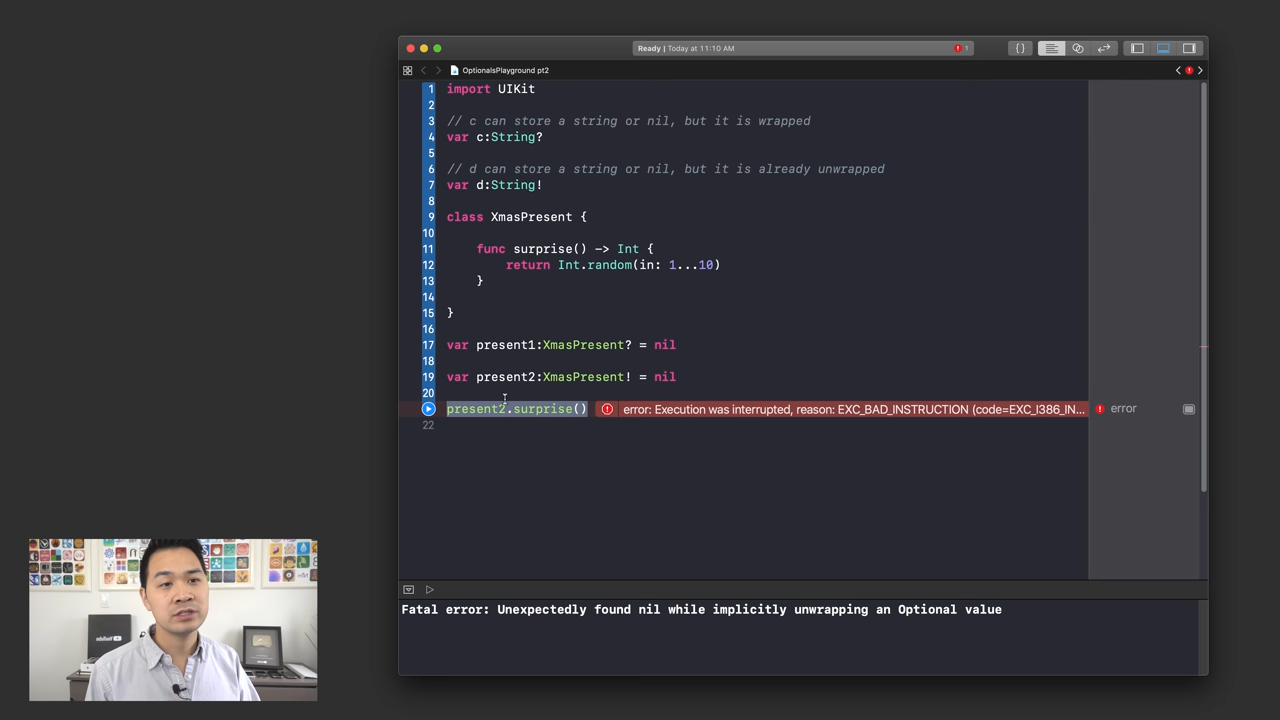 Ready | Today at 11:10 AM
1
OptionalsPlayground pt2
1 import UIKit
2
3 // c can store a string or nil, but it is wrapped
4 var c:String?
5
6 // d can store a string or nil, but it is already unwrapped
7 var d:String!
8
9 class XmasPresent {
10
11 func surprise() -> Int {
12 return Int.random(in: 1...10)
13 }
14
15 }
16
17 var present1:XmasPresent? = nil
18
19 var present2:XmasPresent! = nil
20
present2.surprise() error: Execution was interrupted, reason: EXC_BAD_INSTRUCTION (code=EXC_I386_IN... error
22
YouTube
Fatal error: Unexpectedly found nil while implicitly unwrapping an Optional value